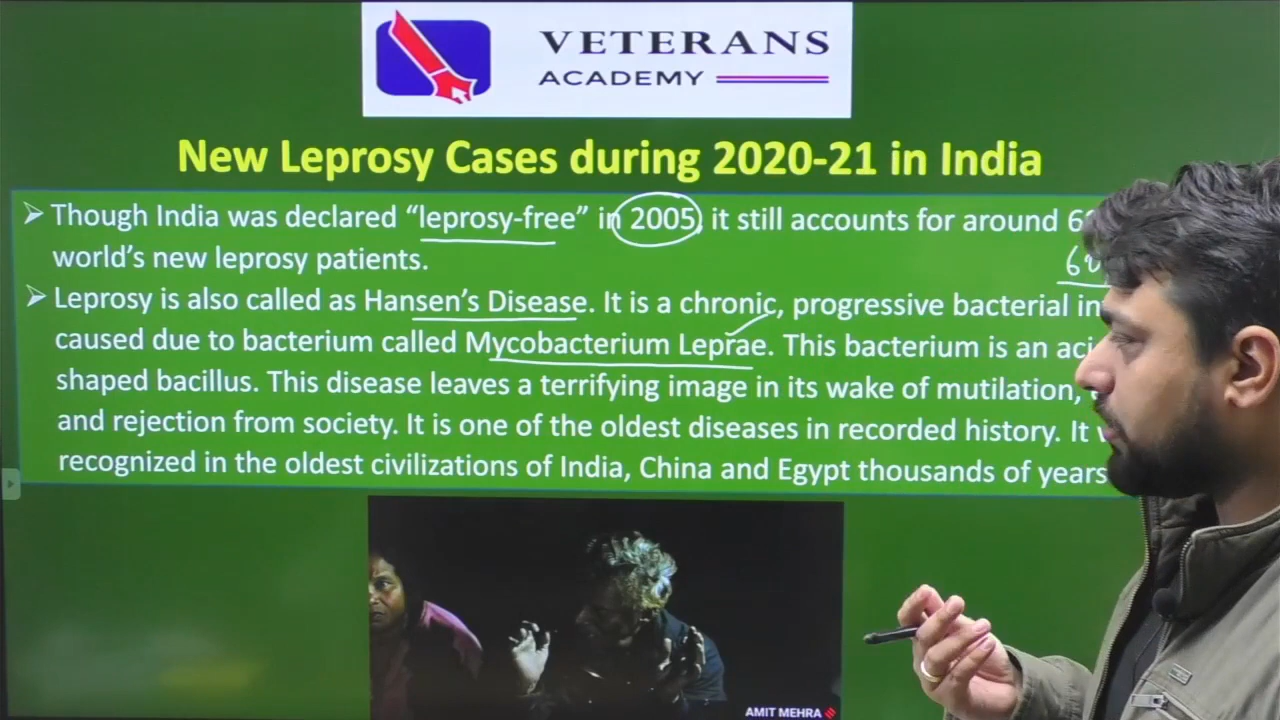 VETERANS
ACADEMY
New Leprosy Cases during 2020-21 in India
➢ Though India was declared “leprosy-free” in 2005, it still accounts for around
world’s new leprosy patients.
➢ Leprosy is also called as Hansen’s Disease. It is a chronic, progressive bacterial
caused due to bacterium called Mycobacterium Leprae. This bacterium is an
shaped bacillus. This disease leaves a terrifying image in its wake of mutilation,
and rejection from society. It is one of the oldest diseases in recorded history. It
recognized in the oldest civilizations of India, China and Egypt thousands of years
AMIT MEHRA